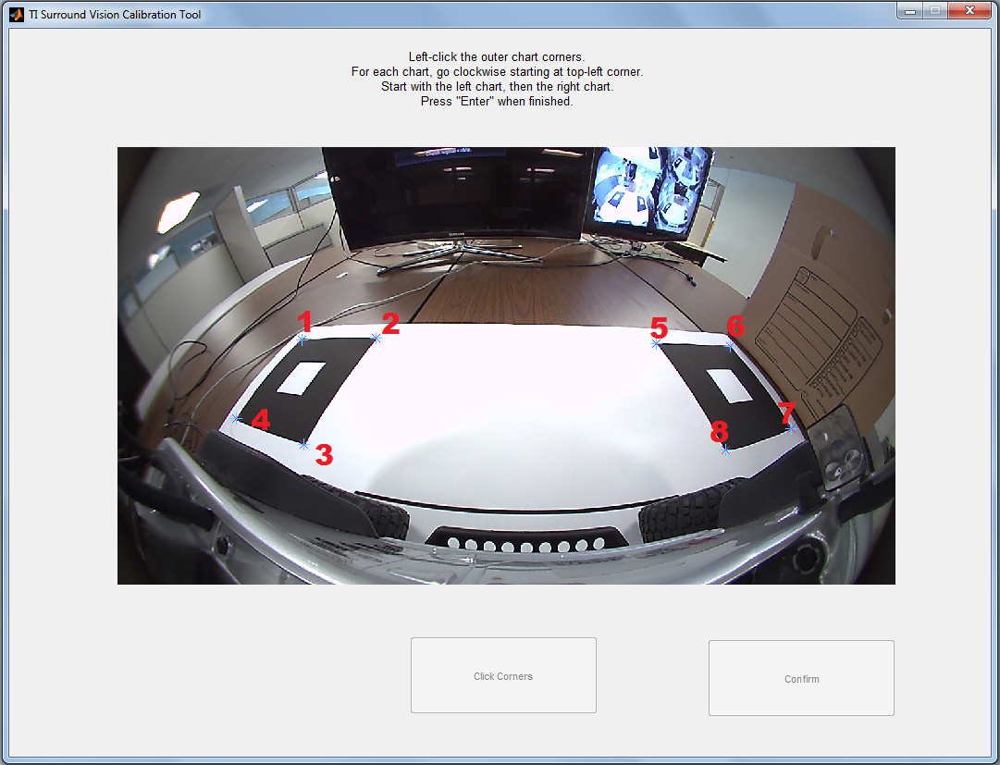 TI Surround Vision Calibration Tool
Left-click the outer chart corners.
For each chart, go clockwise starting at top-left corner.
Start with the left chart, then the right chart.
Press "Enter" when finished.
1
2
5
6
4
3
8
7
Click Corners
Confirm